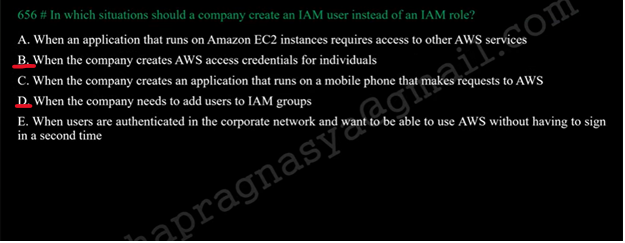 656 # In which situations should a company create an IAM user instead of an IAM role?
A. When an application that runs on Amazon EC2 instances requires access to other AWS services
B. When the company creates AWS access credentials for individuals
C. When the company creates an application that runs on a mobile phone that makes requests to AWS
D. When the company needs to add users to IAM groups
E. When users are authenticated in the corporate network and want to be able to use AWS without having to sign
in a second time
hapragnasya@gmail.com